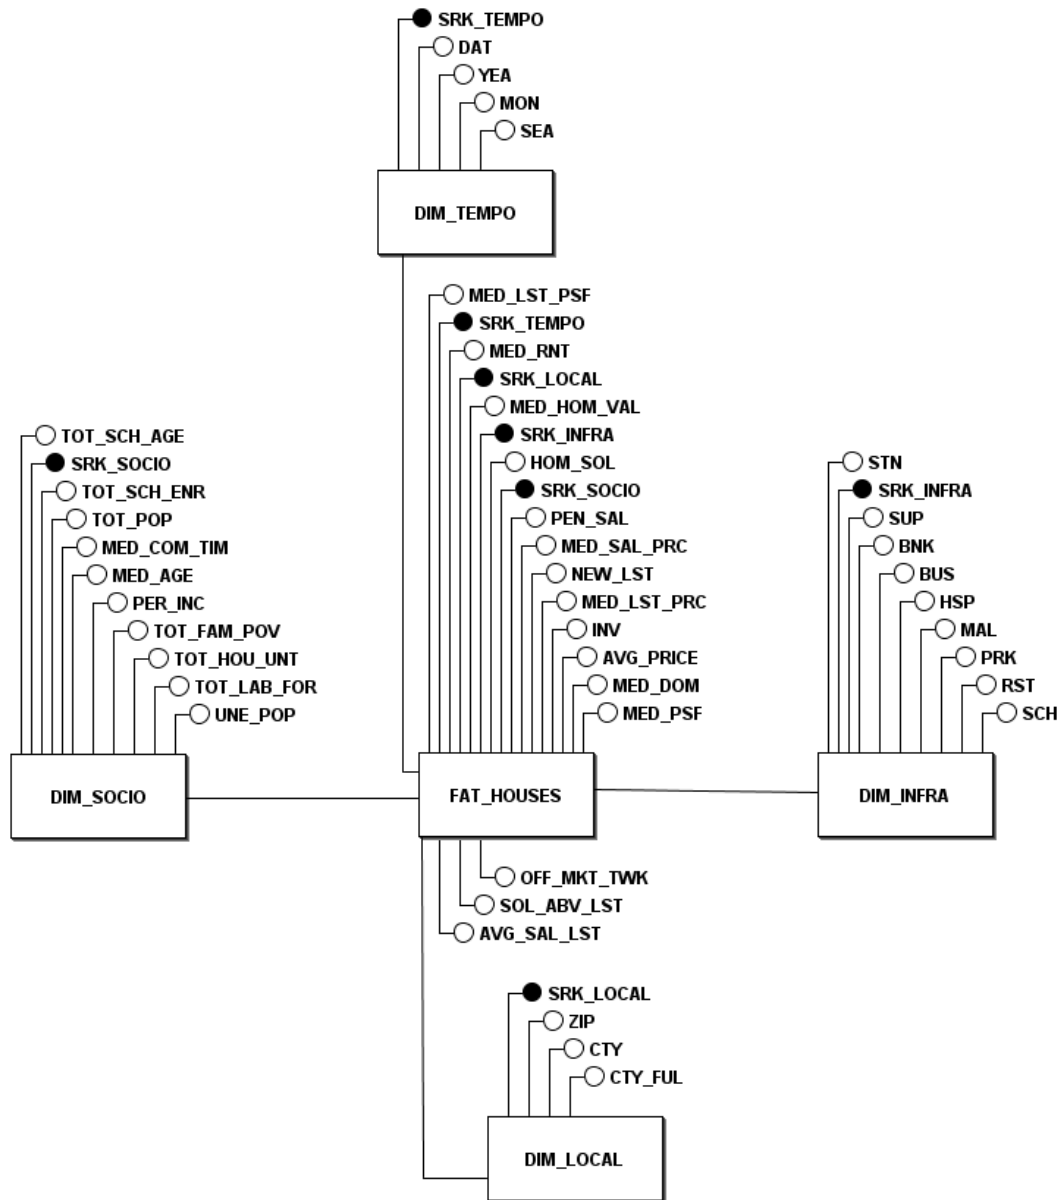 SRK_TEMPO
DAT
YEA
MON
SEA
DIM_TEMPO
MED_LST_PSF
SRK_TEMPO
MED_RNT
SRK_LOCAL
MED_HOM_VAL
SRK_INFRA
HOM_SOL
SRK_SOCIO
PEN_SAL
MED_SAL_PRC
NEW_LST
MED_LST_PRC
INV
AVG_PRICE
MED_DOM
MED_PSF
TOT_SCH_AGE
SRK_SOCIO
TOT_SCH_ENR
TOT_POP
MED_COM_TIM
MED_AGE
PER_INC
TOT_FAM_POV
TOT_HOU_UNT
TOT_LAB_FOR
UNE_POP
STN
SRK_INFRA
SUP
BNK
BUS
HSP
MAL
PRK
RST
SCH
DIM_SOCIO
FAT_HOUSES
DIM_INFRA
OFF_MKT_TWK
SOL_ABV_LST
AVG_SAL_LST
SRK_LOCAL
ZIP
CTY
CTY_FUL
DIM_LOCAL